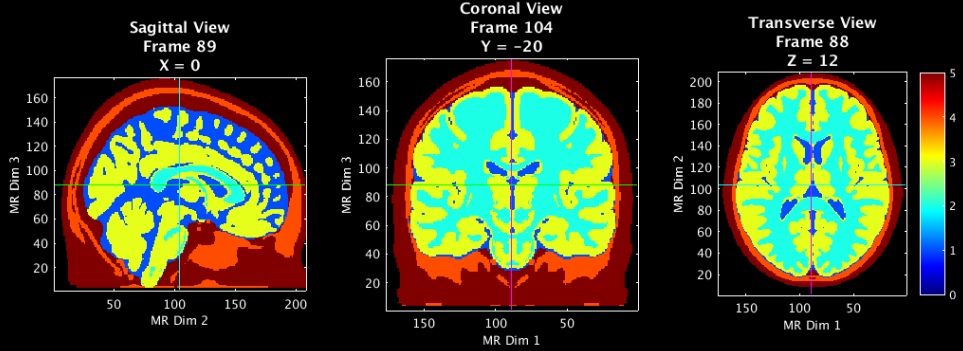 Sagittal View
Frame 89
X = 0
MR Dim 3
160
140
120
100
80
60
40
20
50
100
150
200
MR Dim 2
Coronal View
Frame 104
Y = -20
MR Dim 3
160
140
120
100
80
60
40
20
150
100
50
MR Dim 1
Transverse View
Frame 88
Z = 12
MR Dim 2
200
180
160
140
120
100
80
60
40
20
150
100
50
MR Dim 1
5
4
3
2
1
0